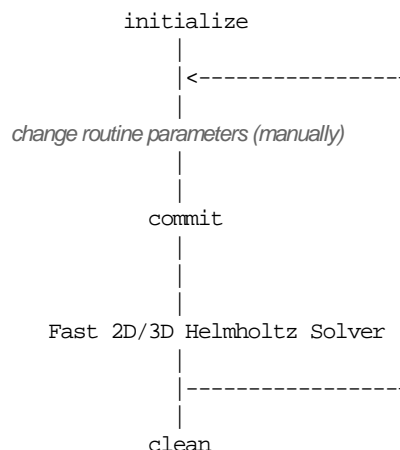 initialize
|
|<----------------
|
change routine parameters (manually)
|
|
commit
|
|
|
Fast 2D/3D Helmholtz Solver
|
|----------------
|
clean